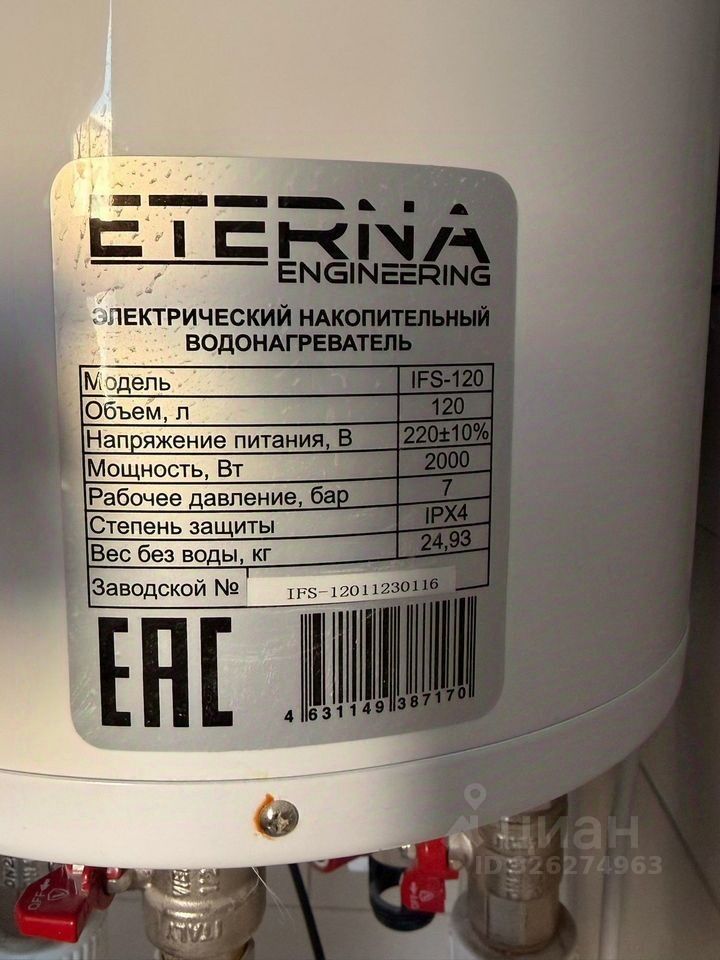 ETERNA
ENGINEERING
ЭЛЕКТРИЧЕСКИЙ НАКОПИТЕЛЬНЫЙ
ВОДОНАГРЕВАТЕЛЬ
Модель IFS-120
Объем, л 120
Напряжение питания, В 220±10%
Мощность, Вт 2000
Рабочее давление, бар 7
Степень защиты IPX4
Вес без воды, кг 24,93
Заводской № IFS-12011230116
EAC
4 631149 387170
циан
ID 326274963
OFF
ITALY